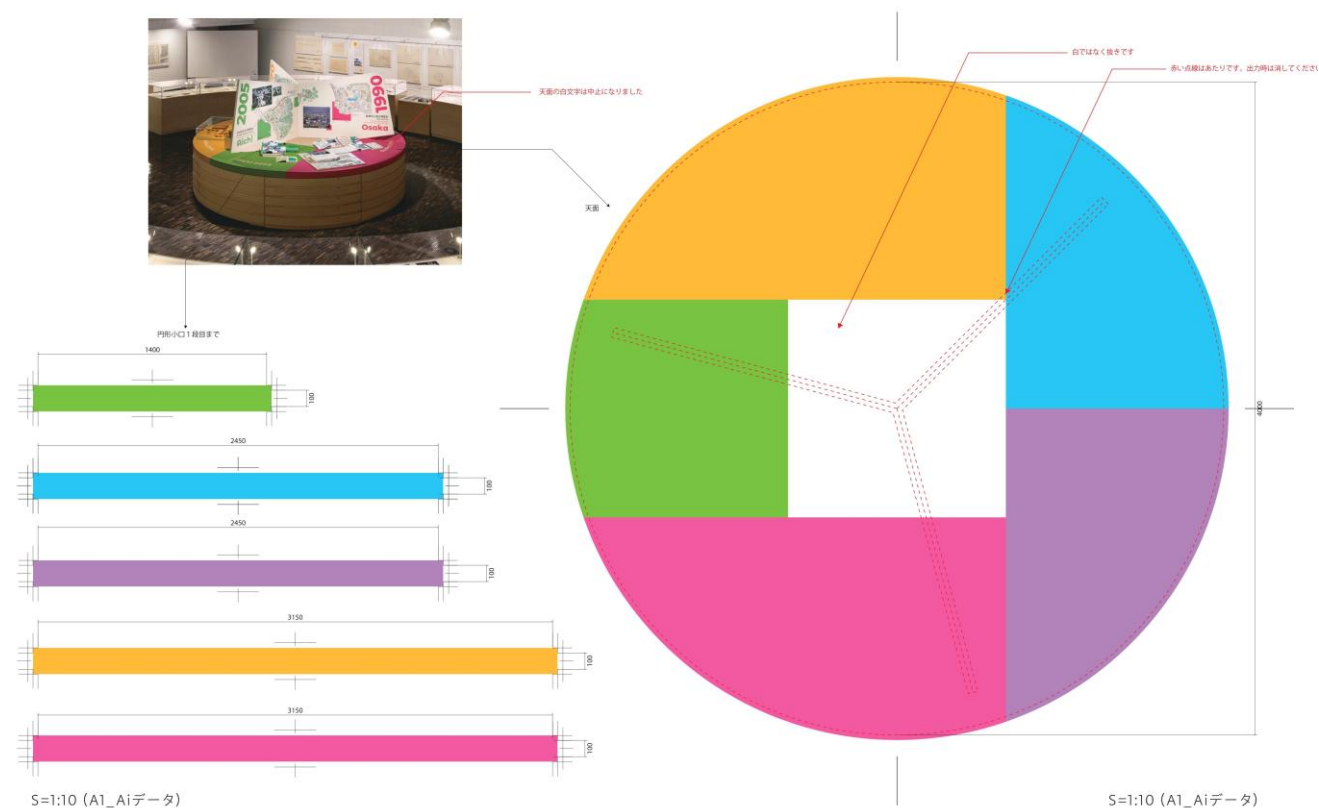 白ではなく抜きです
赤い点線はあたりです。出力時は消してください
天面の白文字は中止になりました
2005
Aichi
1990
Osaka
天面
円形小口1段目まで
1400
100
2450
100
2450
100
3150
100
3150
100
4000
S=1:10 (A1_Aiデータ)
S=1:10 (A1_Aiデータ)